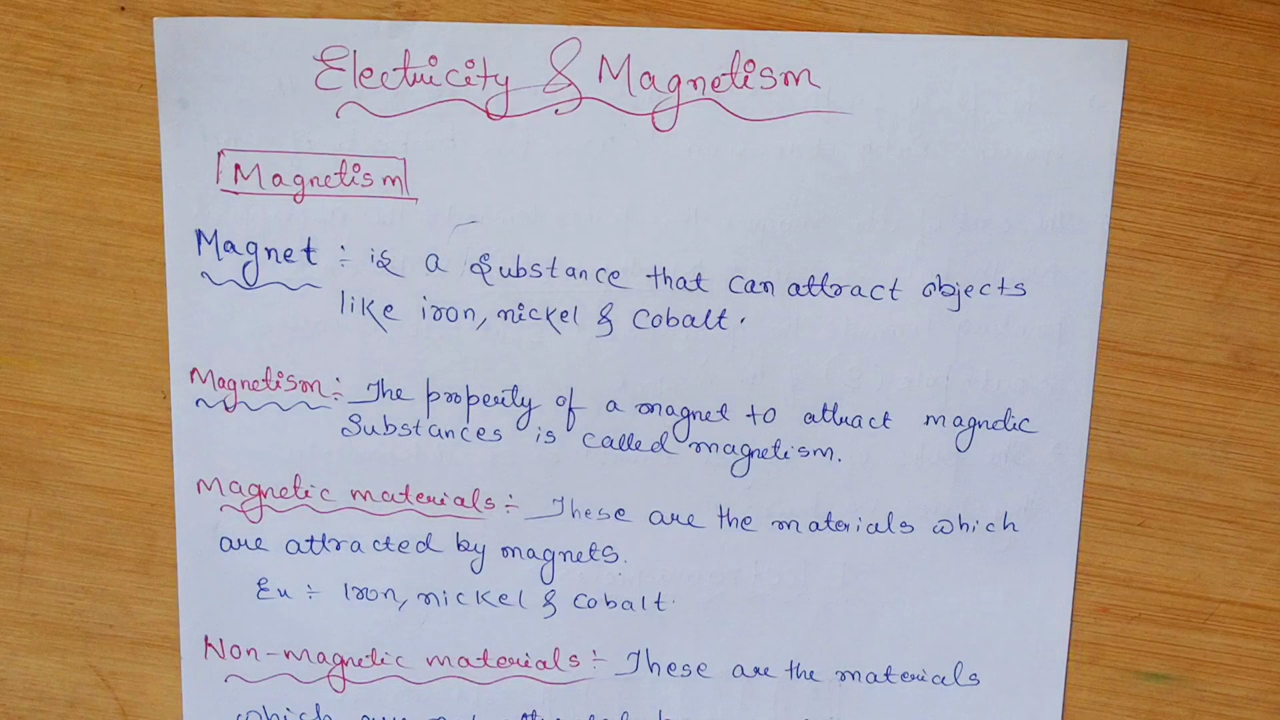 Electricity & Magnetism
Magnetism
Magnet :- is a substance that can attract objects
like iron, nickel & cobalt.
Magnetism :- The property of a magnet to attract magnetic
substances is called magnetism.
Magnetic materials :- These are the materials which
are attracted by magnets.
Ex :- Iron, nickel & cobalt.
Non-magnetic materials :- These are the materials
which are